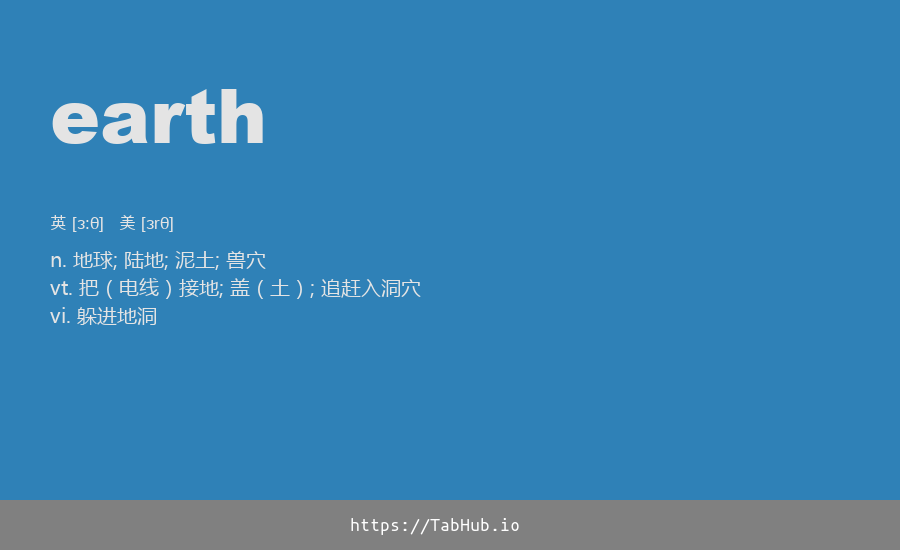 earth
英 [ɜːθ] 美 [ɜrθ]
n. 地球; 陆地; 泥土; 兽穴
vt. 把（电线）接地; 盖（土）; 追赶入洞穴
vi. 躲进地洞
https://TabHub.io